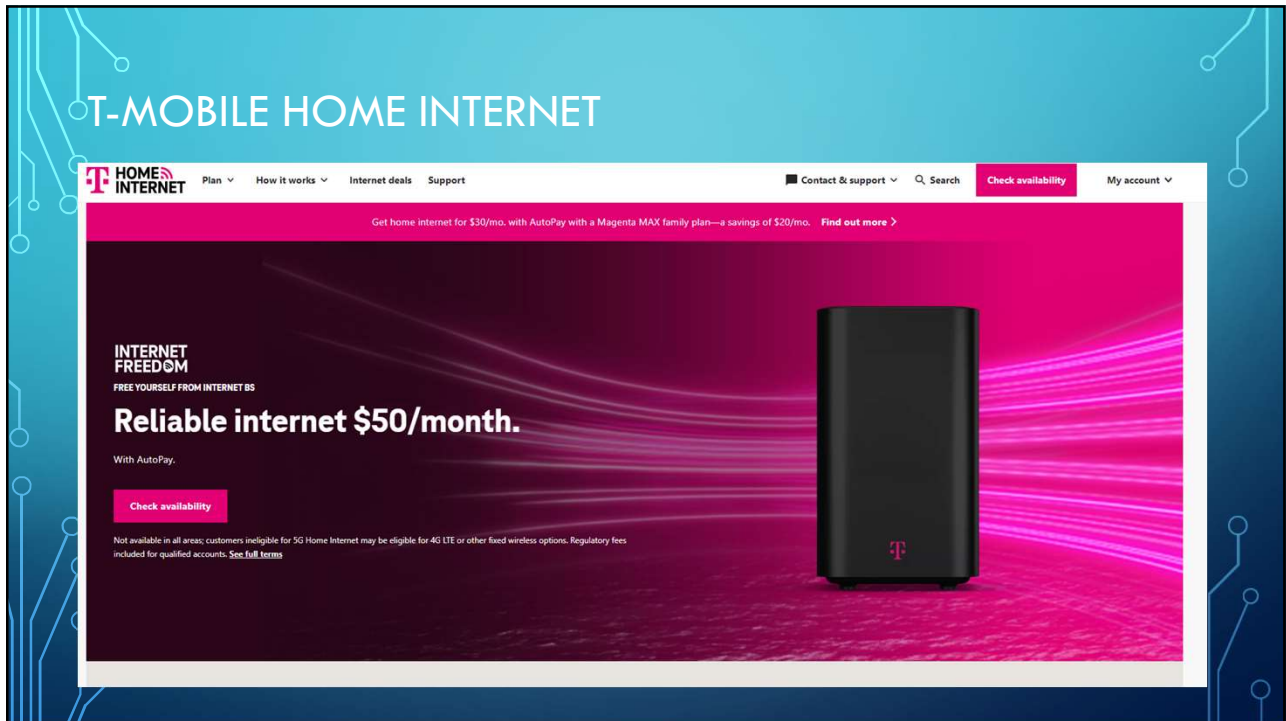 T-MOBILE HOME INTERNET
T HOME
INTERNET
Plan
How it works
Internet deals
Support
Contact & support
Search
Check availability
My account
Get home internet for $30/mo. with AutoPay with a Magenta MAX family plan—a savings of $20/mo. Find out more >
INTERNET
FREEDOM
FREE YOURSELF FROM INTERNET BS
Reliable internet $50/month.
With AutoPay.
Check availability
Not available in all areas; customers ineligible for 5G Home Internet may be eligible for 4G LTE or other fixed wireless options. Regulatory fees
included for qualified accounts. See full terms
T